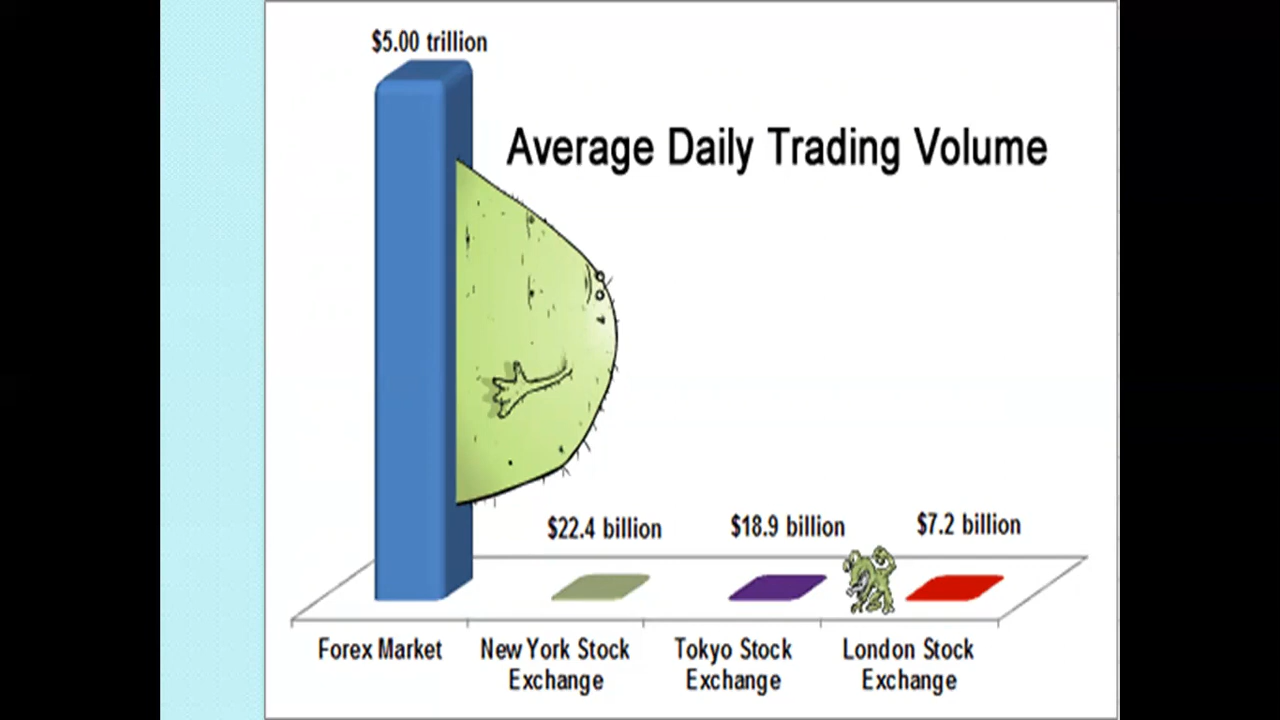 $5.00 trillion
Average Daily Trading Volume
$22.4 billion
$18.9 billion
$7.2 billion
Forex Market
New York Stock
Exchange
Tokyo Stock
Exchange
London Stock
Exchange